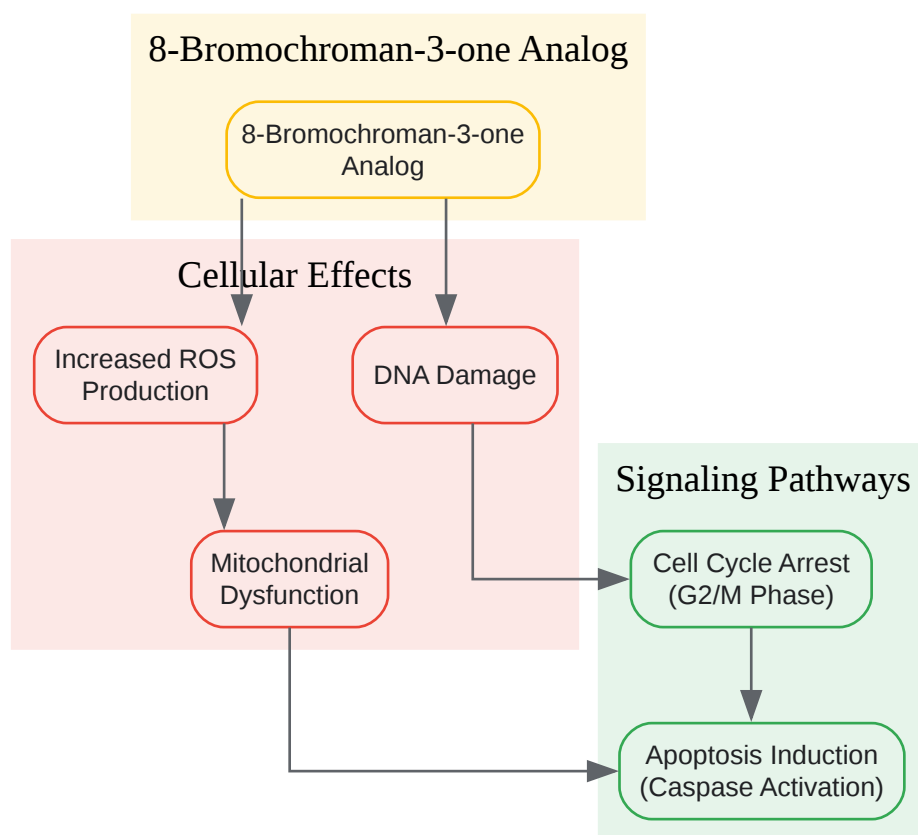 8-Bromochroman-3-one Analog
8-Bromochroman-3-one
Analog
Cellular Effects
Increased ROS
Production
DNA Damage
Signaling Pathways
Mitochondrial
Dysfunction
Cell Cycle Arrest
(G2/M Phase)
Apoptosis Induction
(Caspase Activation)